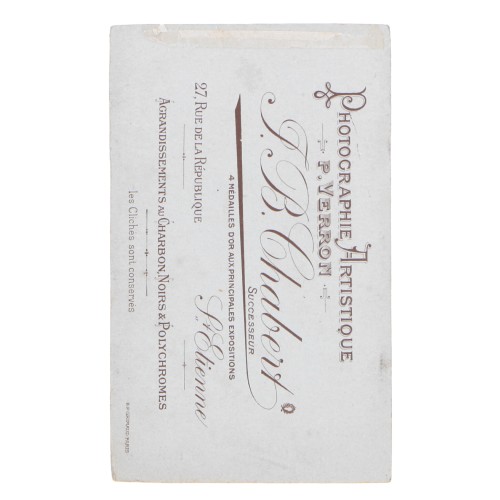 PHOTOGRAPHIE ARTISTIQUE
P. VERRON
J. B. Chabert
SUCCESSEUR
4 MÉDAILLES D'OR AUX PRINCIPALES EXPOSITIONS
27, RUE DE LA RÉPUBLIQUE
St Etienne
AGRANDISSEMENTS AU CHARBON, NOIRS & POLYCHROMES
les Clichés sont conservés